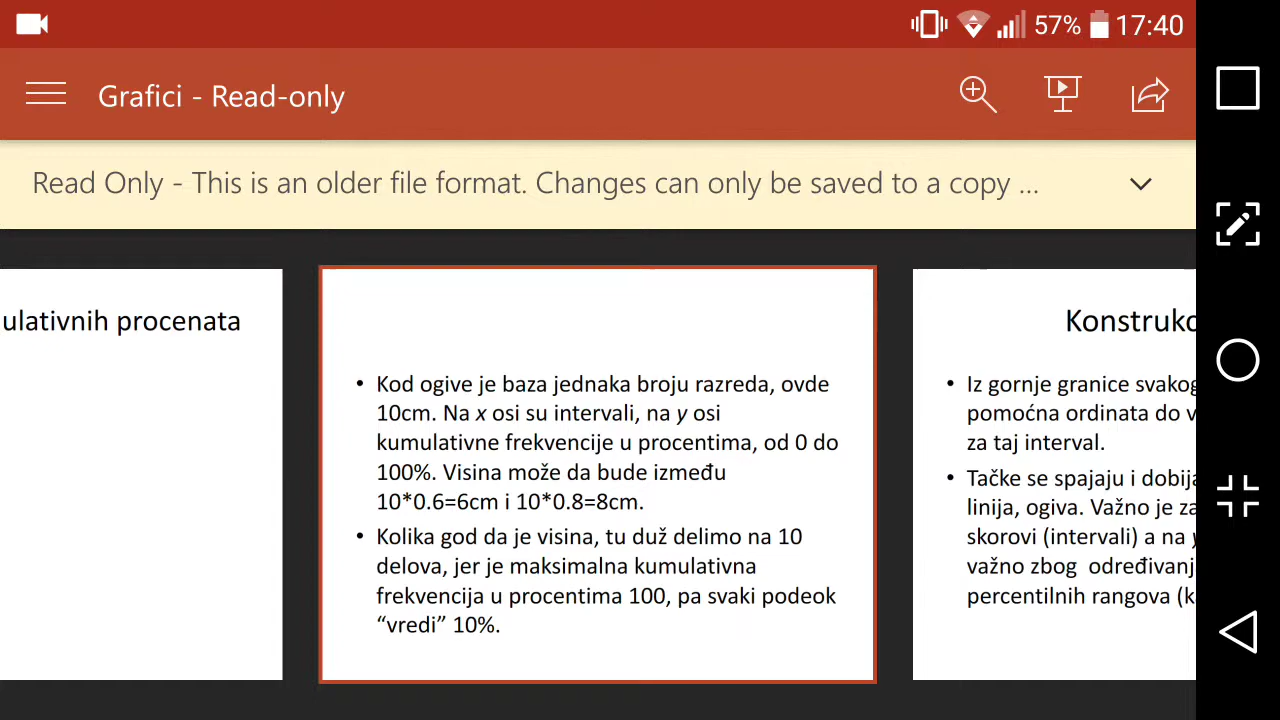 57% 17:40
Grafici - Read-only
Read Only - This is an older file format. Changes can only be saved to a copy ...
ulativnih procenata
• Kod ogive je baza jednaka broju razreda, ovde
10cm. Na x osi su intervali, na y osi
kumulativne frekvencije u procentima, od 0 do
100%. Visina može da bude između
10*0.6=6cm i 10*0.8=8cm.
• Kolika god da je visina, tu duž delimo na 10
delova, jer je maksimalna kumulativna
frekvencija u procentima 100, pa svaki podeok
“vredi” 10%.
Konstrukc
• Iz gornje granice svakog
pomoćna ordinata do v
za taj interval.
• Tačke se spajaju i dobija
linija, ogiva. Važno je za
skorovi (intervali) a na y
važno zbog određivanj
percentilnih rangova (k